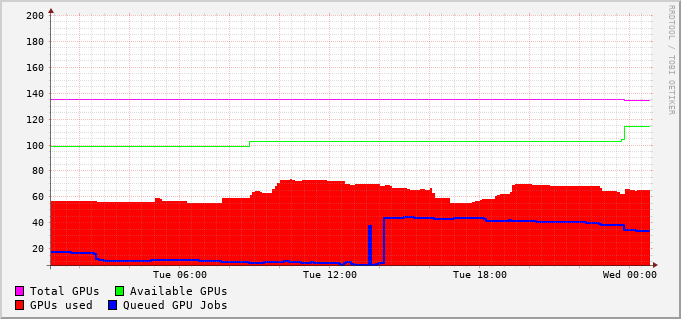 200
180
160
140
120
100
80
60
40
20
Tue 06:00 Tue 12:00 Tue 18:00 Wed 00:00
Total GPUs Available GPUs
GPUs used Queued GPU Jobs
RRDTOOL / TOBI OETIKER